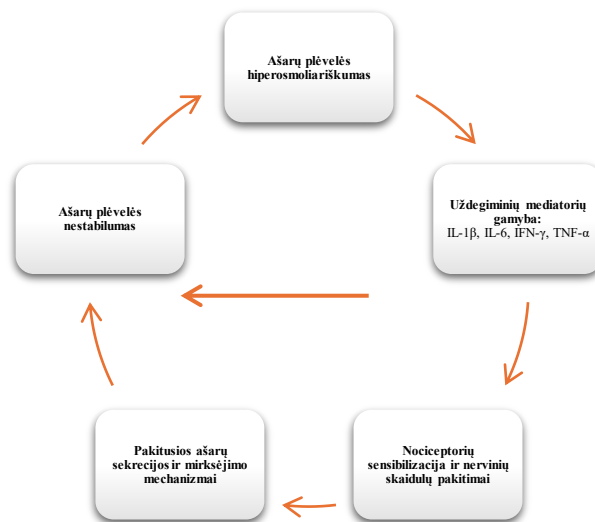 Ašarų plėvelės
hiperosmoliariškumas
Uždegiminių mediatorių
gamyba:
IL-1β, IL-6, IFN-γ, TNF-α
Ašarų plėvelės
nestabilumas
Nociceptorių
sensibilizacija ir nervinių
skaidulų pakitimai
Pakitusios ašarų
sekrecijos ir mirksėjimo
mechanizmai